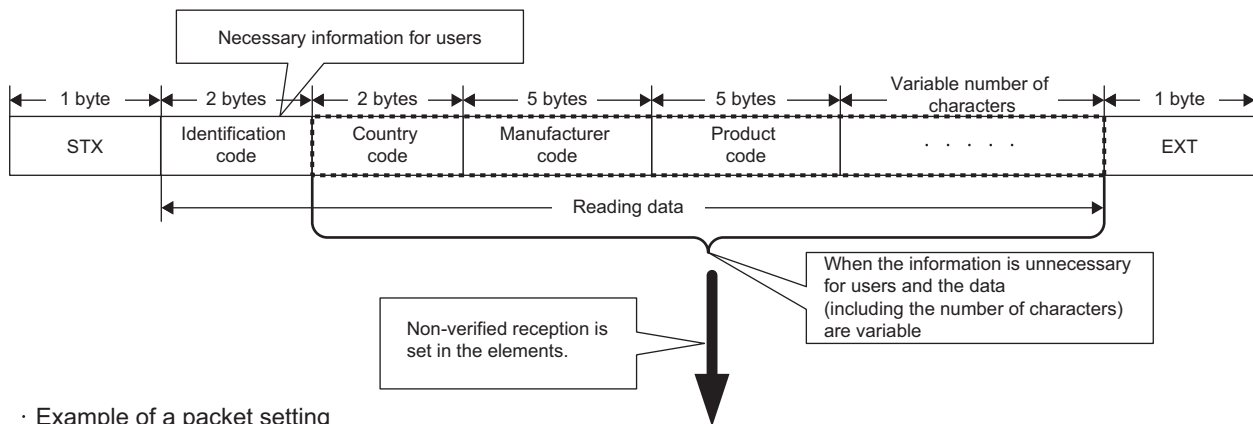 Necessary information for users
1 byte
2 bytes
2 bytes
5 bytes
5 bytes
Variable number of
characters
1 byte
STX
Identification
code
Country
code
Manufacturer
code
Product
code
· · · · ·
EXT
Reading data
When the information is unnecessary
for users and the data
(including the number of characters)
are variable
Non-verified reception is
set in the elements.
· Example of a packet setting